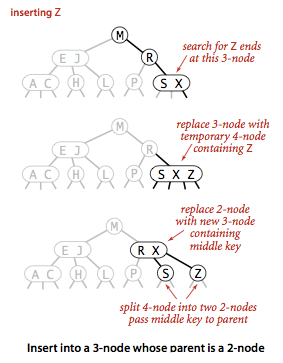 inserting Z
M
E J R
search for Z ends
at this 3-node
A C H L P S X
M
replace 3-node with
temporary 4-node
containing Z
E J R
A C H L P S X Z
replace 2-node
with new 3-node
containing
middle key
M
E J R X
A C H L P S Z
split 4-node into two 2-nodes
pass middle key to parent
Insert into a 3-node whose parent is a 2-node